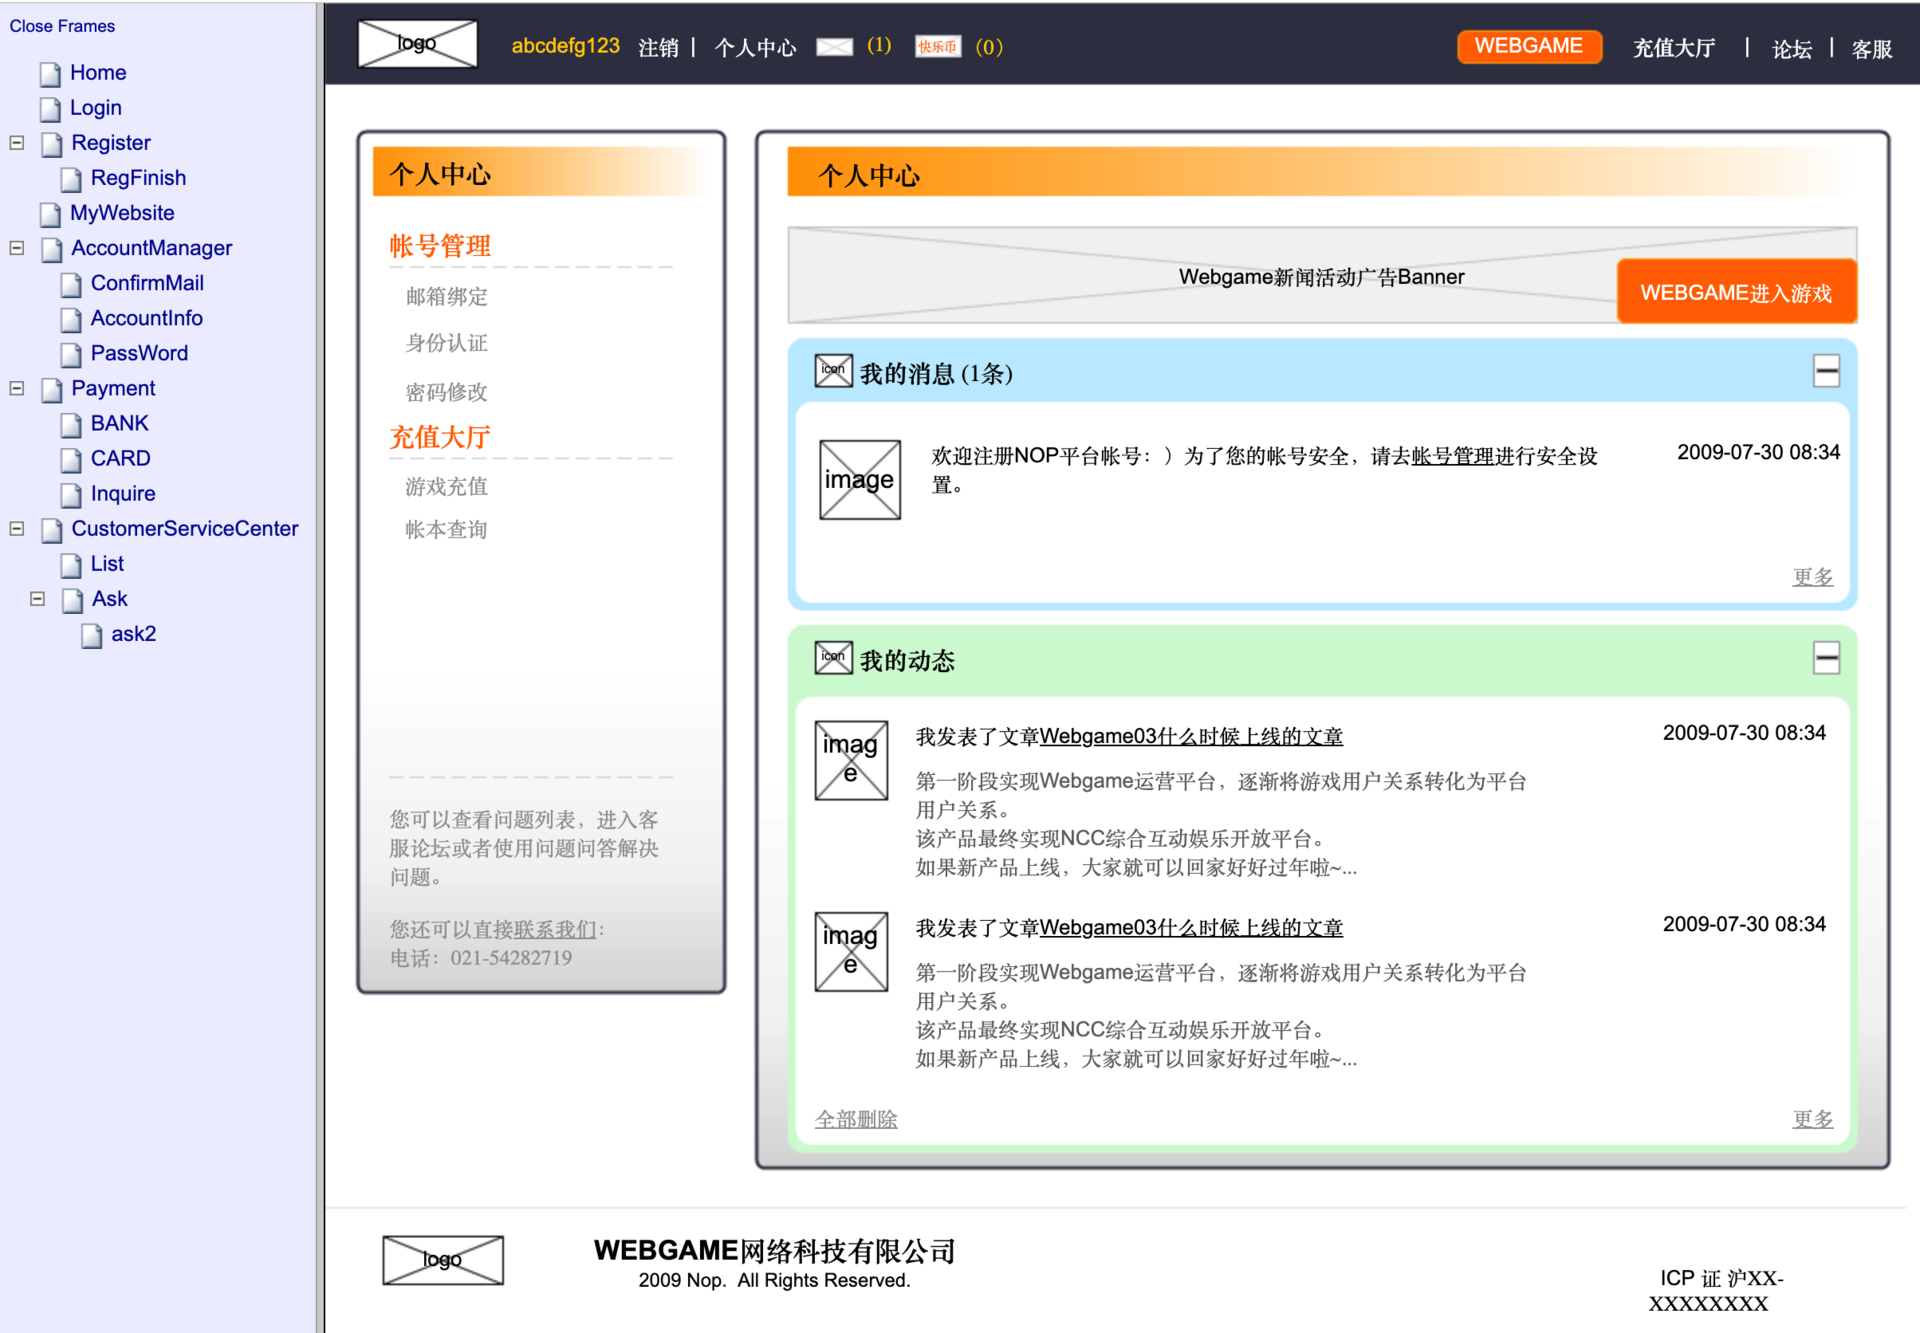 Close Frames
Home
Login
Register
RegFinish
MyWebsite
AccountManager
ConfirmMail
AccountInfo
PassWord
Payment
BANK
CARD
Inquire
CustomerServiceCenter
List
Ask
ask2
logo abcdefg123 注销 | 个人中心 (1) 快乐币 (0) WEBGAME 充值大厅 | 论坛 | 客服
个人中心
帐号管理
邮箱绑定
身份认证
密码修改
充值大厅
游戏充值
帐本查询
您可以查看问题列表，进入客
服论坛或者使用问题问答解决
问题。
您还可以直接联系我们：
电话：021-54282719
个人中心
Webgame新闻活动广告Banner
WEBGAME进入游戏
icon 我的消息 (1条)
image
欢迎注册NOP平台帐号：）为了您的帐号安全，请去帐号管理进行安全设
置。
2009-07-30 08:34
更多
icon 我的动态
imag
e
我发表了文章Webgame03什么时候上线的文章
2009-07-30 08:34
第一阶段实现Webgame运营平台，逐渐将游戏用户关系转化为平台
用户关系。
该产品最终实现NCC综合互动娱乐开放平台。
如果新产品上线，大家就可以回家好好过年啦~...
imag
e
我发表了文章Webgame03什么时候上线的文章
2009-07-30 08:34
第一阶段实现Webgame运营平台，逐渐将游戏用户关系转化为平台
用户关系。
该产品最终实现NCC综合互动娱乐开放平台。
如果新产品上线，大家就可以回家好好过年啦~...
全部删除
更多
logo
WEBGAME网络科技有限公司
2009 Nop. All Rights Reserved.
ICP 证 沪XX-
XXXXXXXX